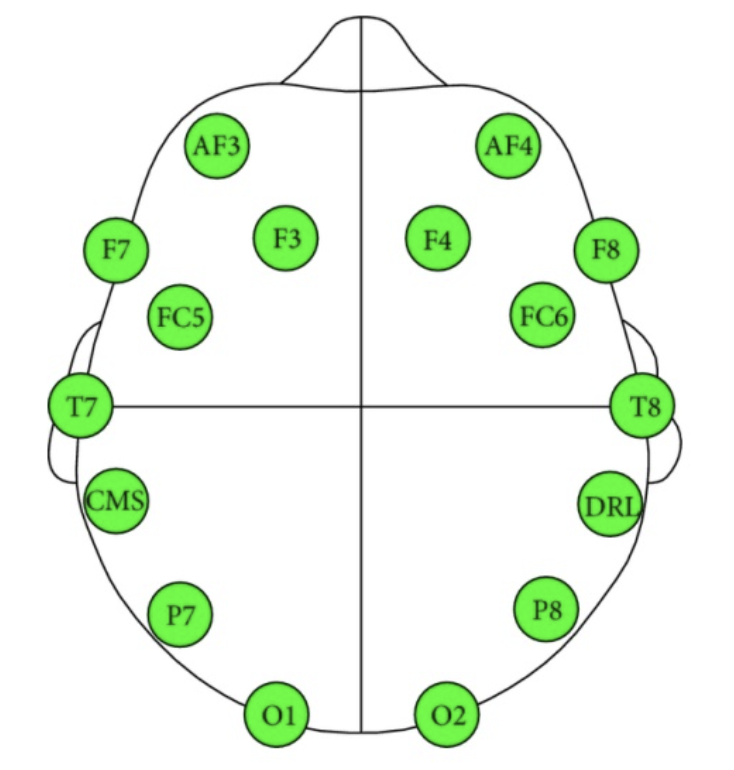 AF3 AF4
F7 F3 F4 F8
FC5 FC6
T7 T8
CMS DRL
P7 P8
O1 O2